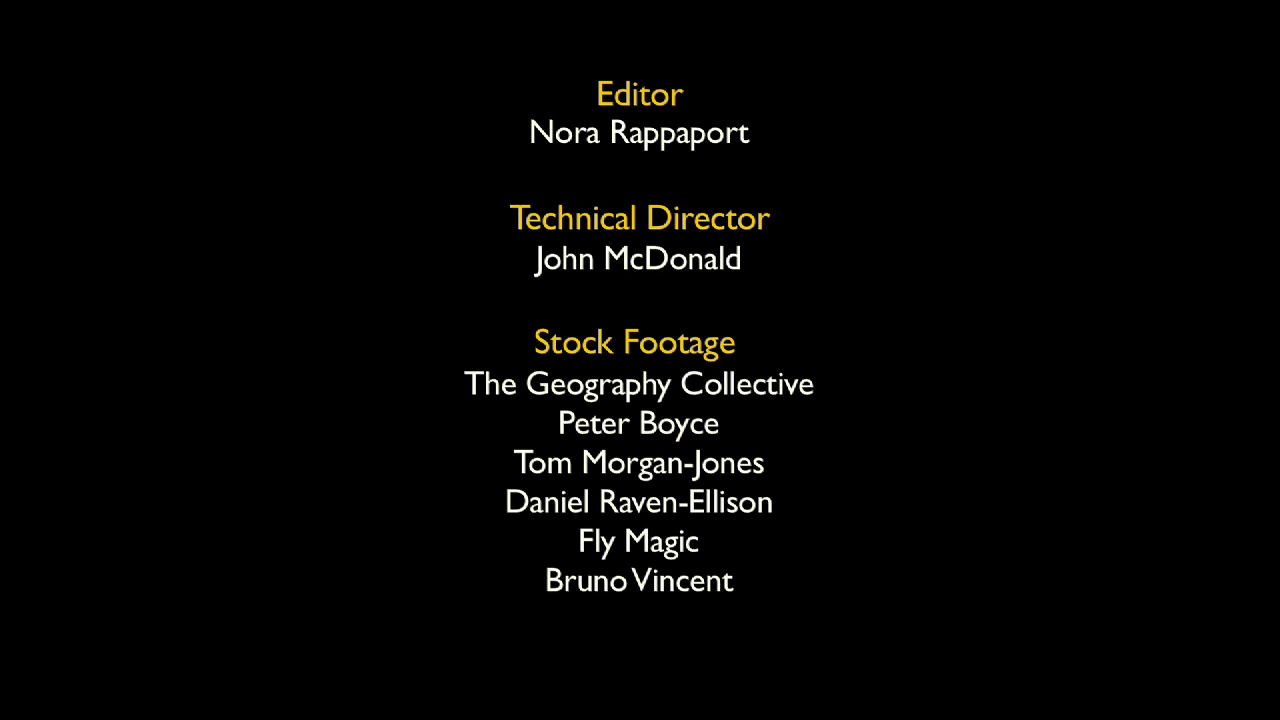 Editor
Nora Rappaport
Technical Director
John McDonald
Stock Footage
The Geography Collective
Peter Boyce
Tom Morgan-Jones
Daniel Raven-Ellison
Fly Magic
Bruno Vincent